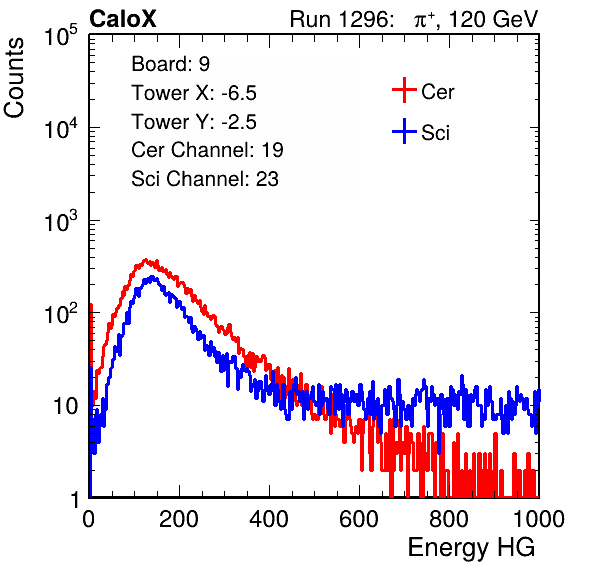 CaloX Run 1296: π⁺, 120 GeV
Counts
10⁵
10⁴
10³
10²
10
1
Board: 9
Tower X: -6.5
Tower Y: -2.5
Cer Channel: 19
Sci Channel: 23
Cer
Sci
0 200 400 600 800 1000
Energy HG